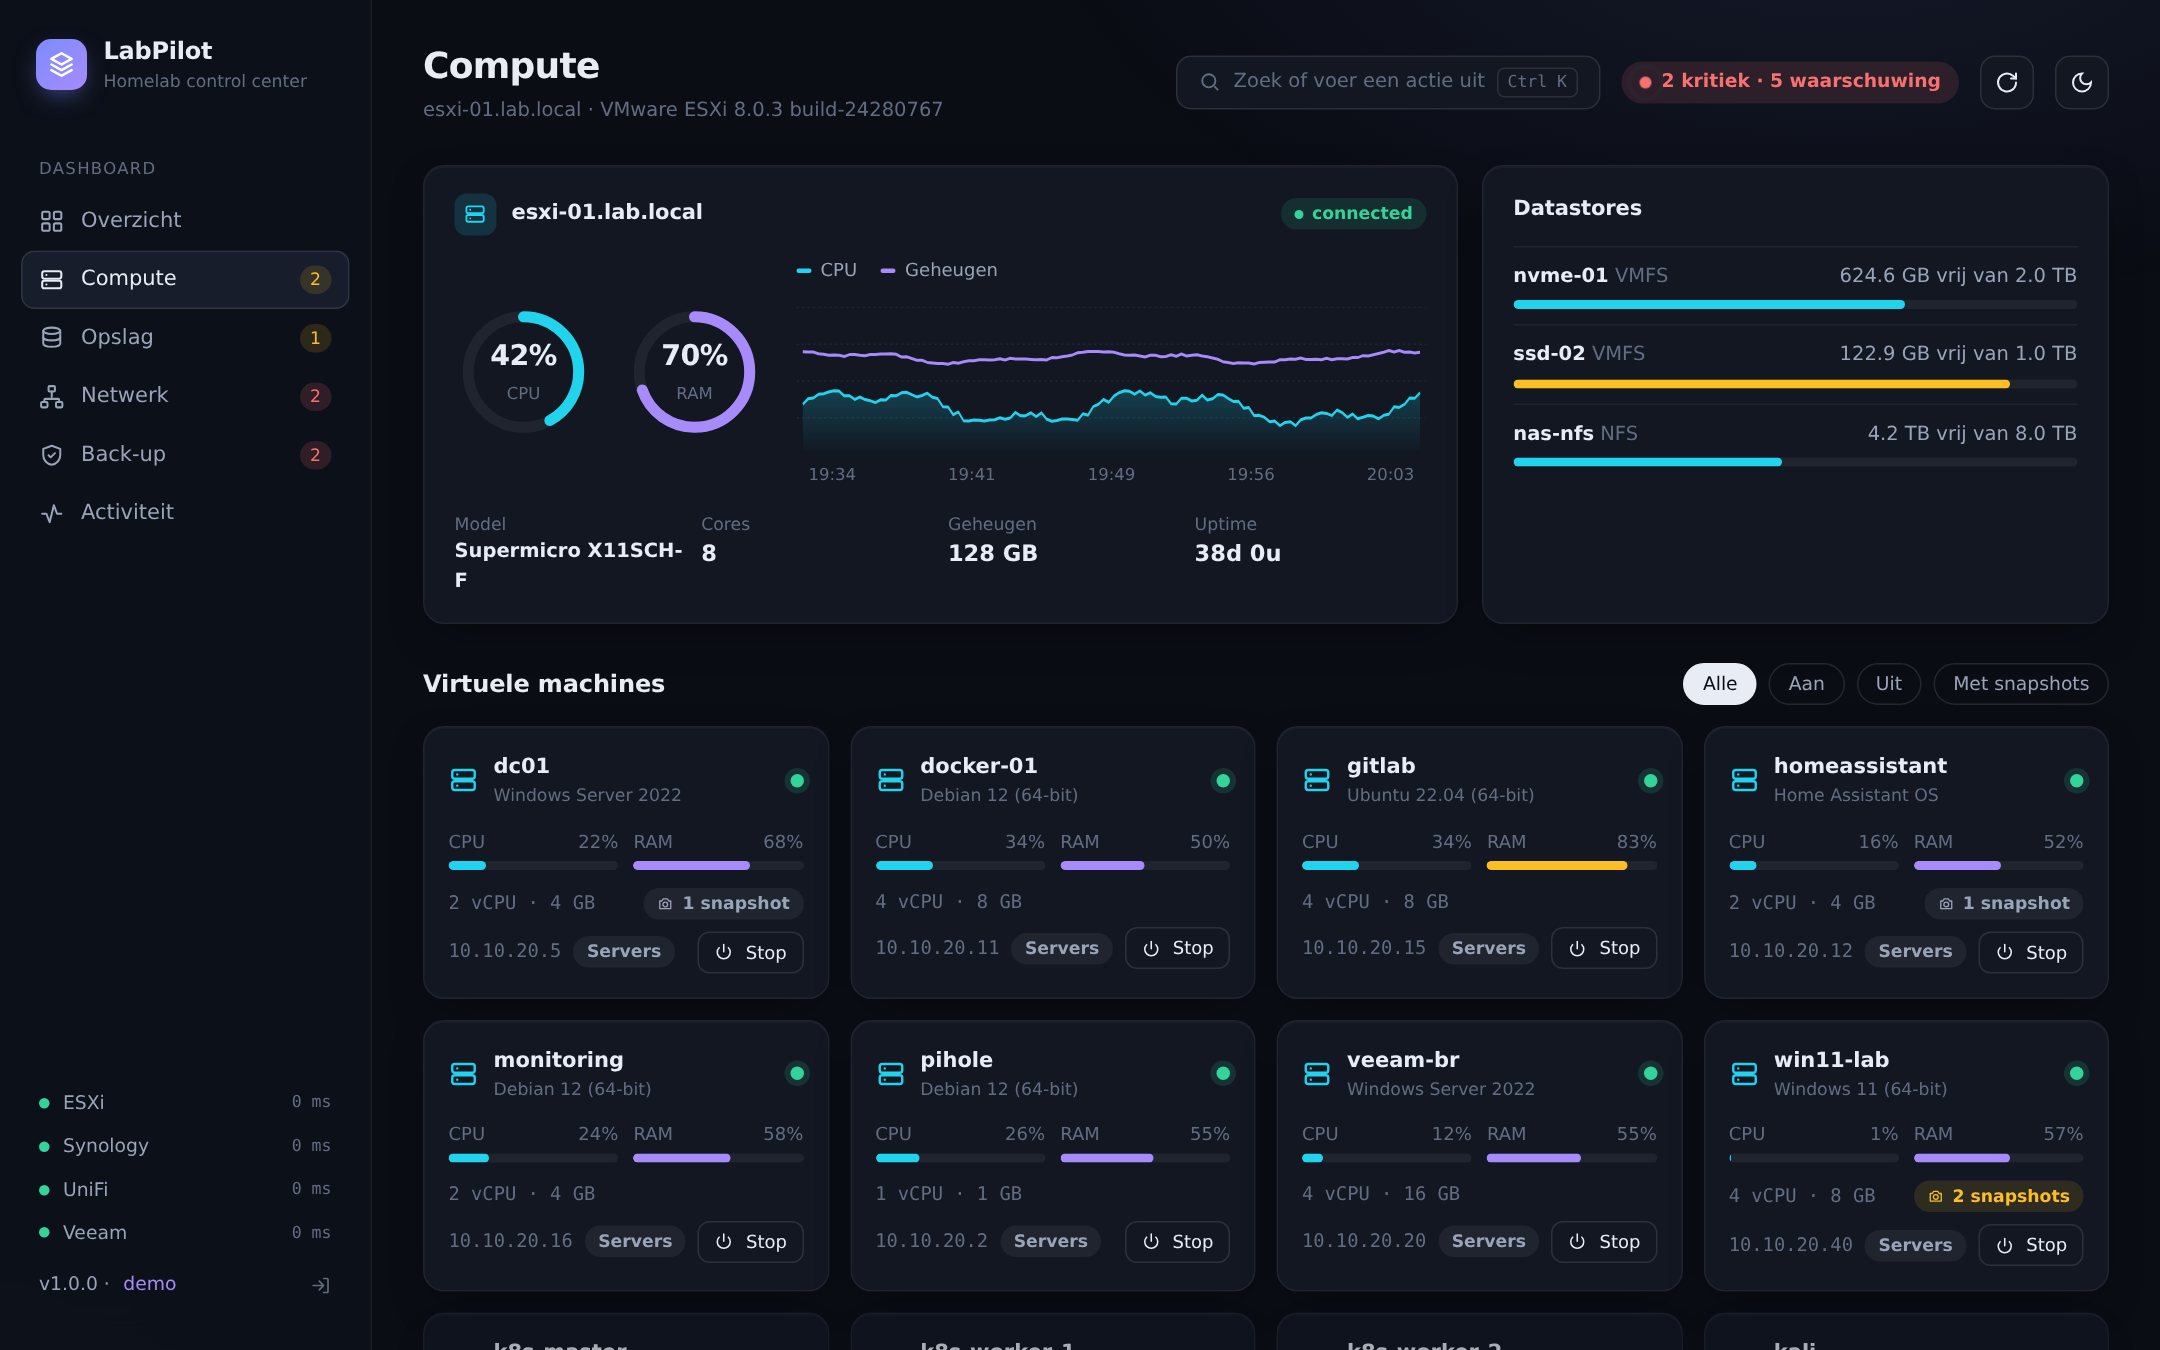 LabPilot
Homelab control center
DASHBOARD
Overzicht
Compute 2
Opslag 1
Netwerk 2
Back-up 2
Activiteit
ESXi 0 ms
Synology 0 ms
UniFi 0 ms
Veeam 0 ms
v1.0.0 · demo
Compute
esxi-01.lab.local · VMware ESXi 8.0.3 build-24280767
Zoek of voer een actie uit Ctrl K
2 kritiek · 5 waarschuwing
esxi-01.lab.local connected
CPU Geheugen
42% CPU
70% RAM
19:34 19:41 19:49 19:56 20:03
Model Cores Geheugen Uptime
Supermicro X11SCH- 8 128 GB 38d 0u
F
Datastores
nvme-01 VMFS 624.6 GB vrij van 2.0 TB
ssd-02 VMFS 122.9 GB vrij van 1.0 TB
nas-nfs NFS 4.2 TB vrij van 8.0 TB
Virtuele machines Alle Aan Uit Met snapshots
dc01
Windows Server 2022
CPU 22% RAM 68%
2 vCPU · 4 GB 1 snapshot
10.10.20.5 Servers Stop
docker-01
Debian 12 (64-bit)
CPU 34% RAM 50%
4 vCPU · 8 GB
10.10.20.11 Servers Stop
gitlab
Ubuntu 22.04 (64-bit)
CPU 34% RAM 83%
4 vCPU · 8 GB
10.10.20.15 Servers Stop
homeassistant
Home Assistant OS
CPU 16% RAM 52%
2 vCPU · 4 GB 1 snapshot
10.10.20.12 Servers Stop
monitoring
Debian 12 (64-bit)
CPU 24% RAM 58%
2 vCPU · 4 GB
10.10.20.16 Servers Stop
pihole
Debian 12 (64-bit)
CPU 26% RAM 55%
1 vCPU · 1 GB
10.10.20.2 Servers Stop
veeam-br
Windows Server 2022
CPU 12% RAM 55%
4 vCPU · 16 GB
10.10.20.20 Servers Stop
win11-lab
Windows 11 (64-bit)
CPU 1% RAM 57%
4 vCPU · 8 GB 2 snapshots
10.10.20.40 Servers Stop
k8s-master
k8s-worker-1
k8s-worker-2
kali